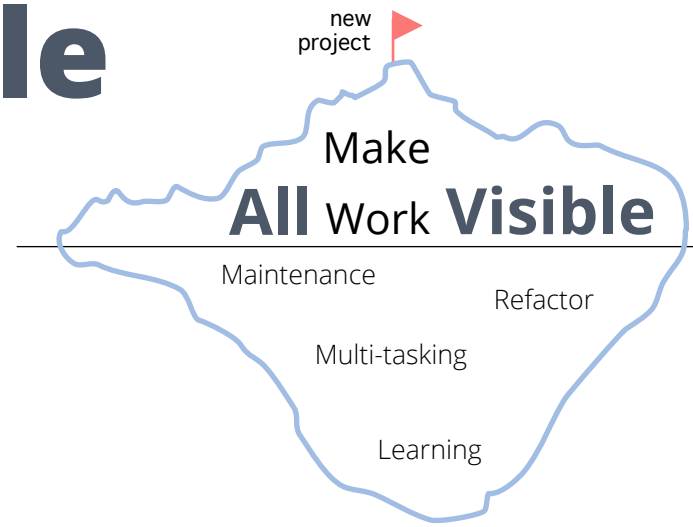 le
new
project
Make
All Work Visible
Maintenance
Refactor
Multi-tasking
Learning